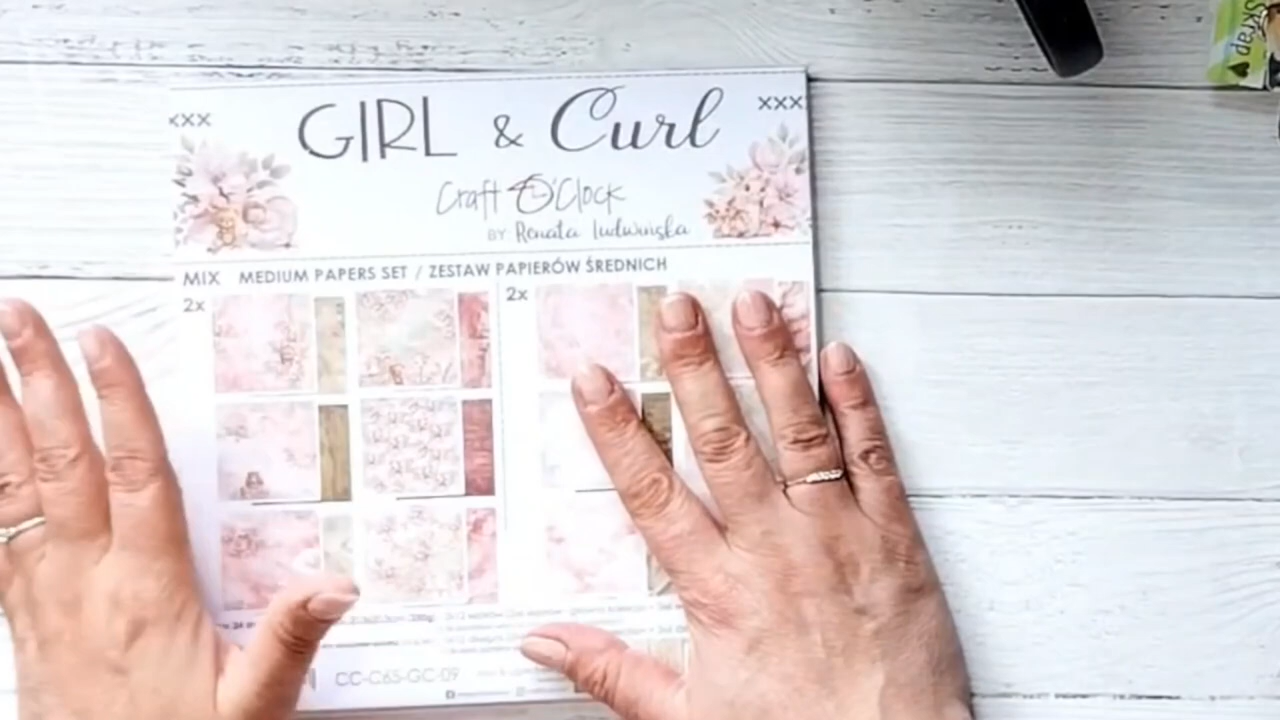 xxx GIRL & Curl xxx
Craft O'Clock
BY Renata Ludwińska
MIX MEDIUM PAPERS SET / ZESTAW PAPIERÓW ŚREDNICH
2x 2x
CC-C65-GC-09
Skrap